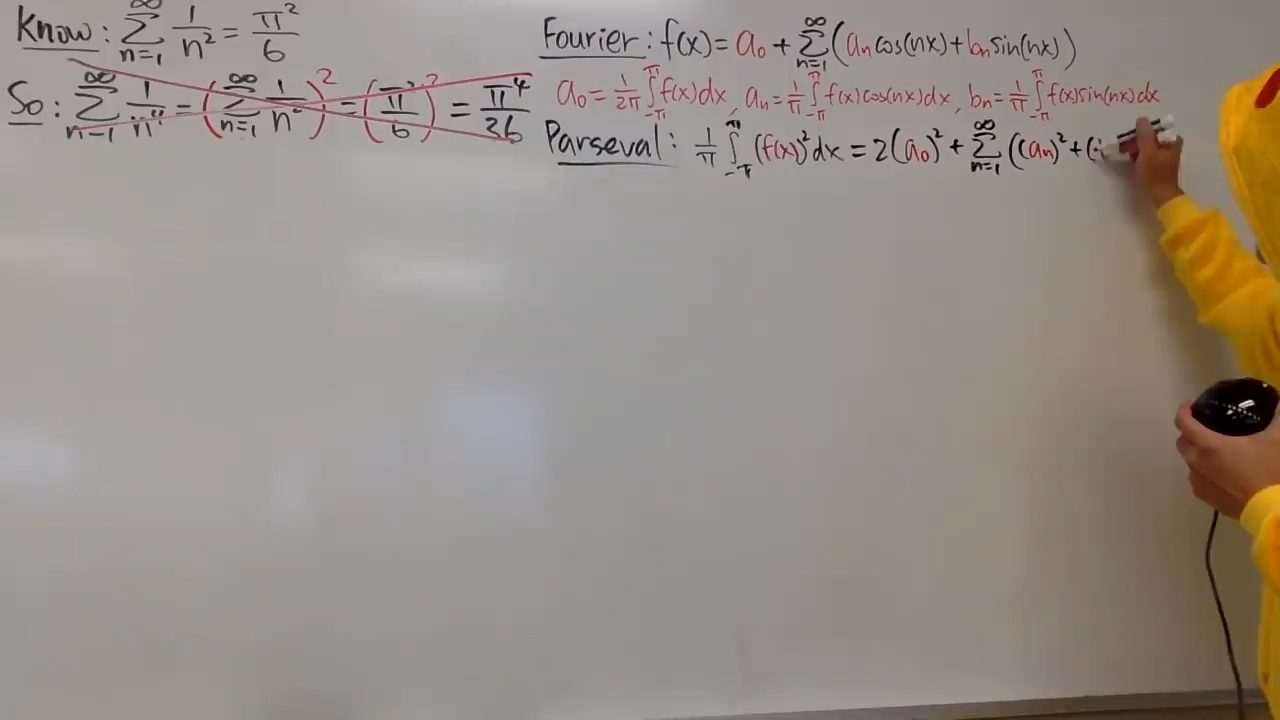 Know: ∞∑n=1 1/n² = π²/6
So: ∞∑n=1 1/n⁴ = (∞∑n=1 1/n²)² = (π²/6)² = π⁴/36
Fourier: f(x) = a₀ + ∞∑n=1 (aₙcos(nx) + bₙsin(nx))
a₀ = 1/2π ∫π-π f(x)dx, aₙ = 1/π ∫π-π f(x)cos(nx)dx, bₙ = 1/π ∫π-π f(x)sin(nx)dx
Parseval: 1/π ∫π-π (f(x))²dx = 2(a₀)² + ∞∑n=1 ((aₙ)² + (